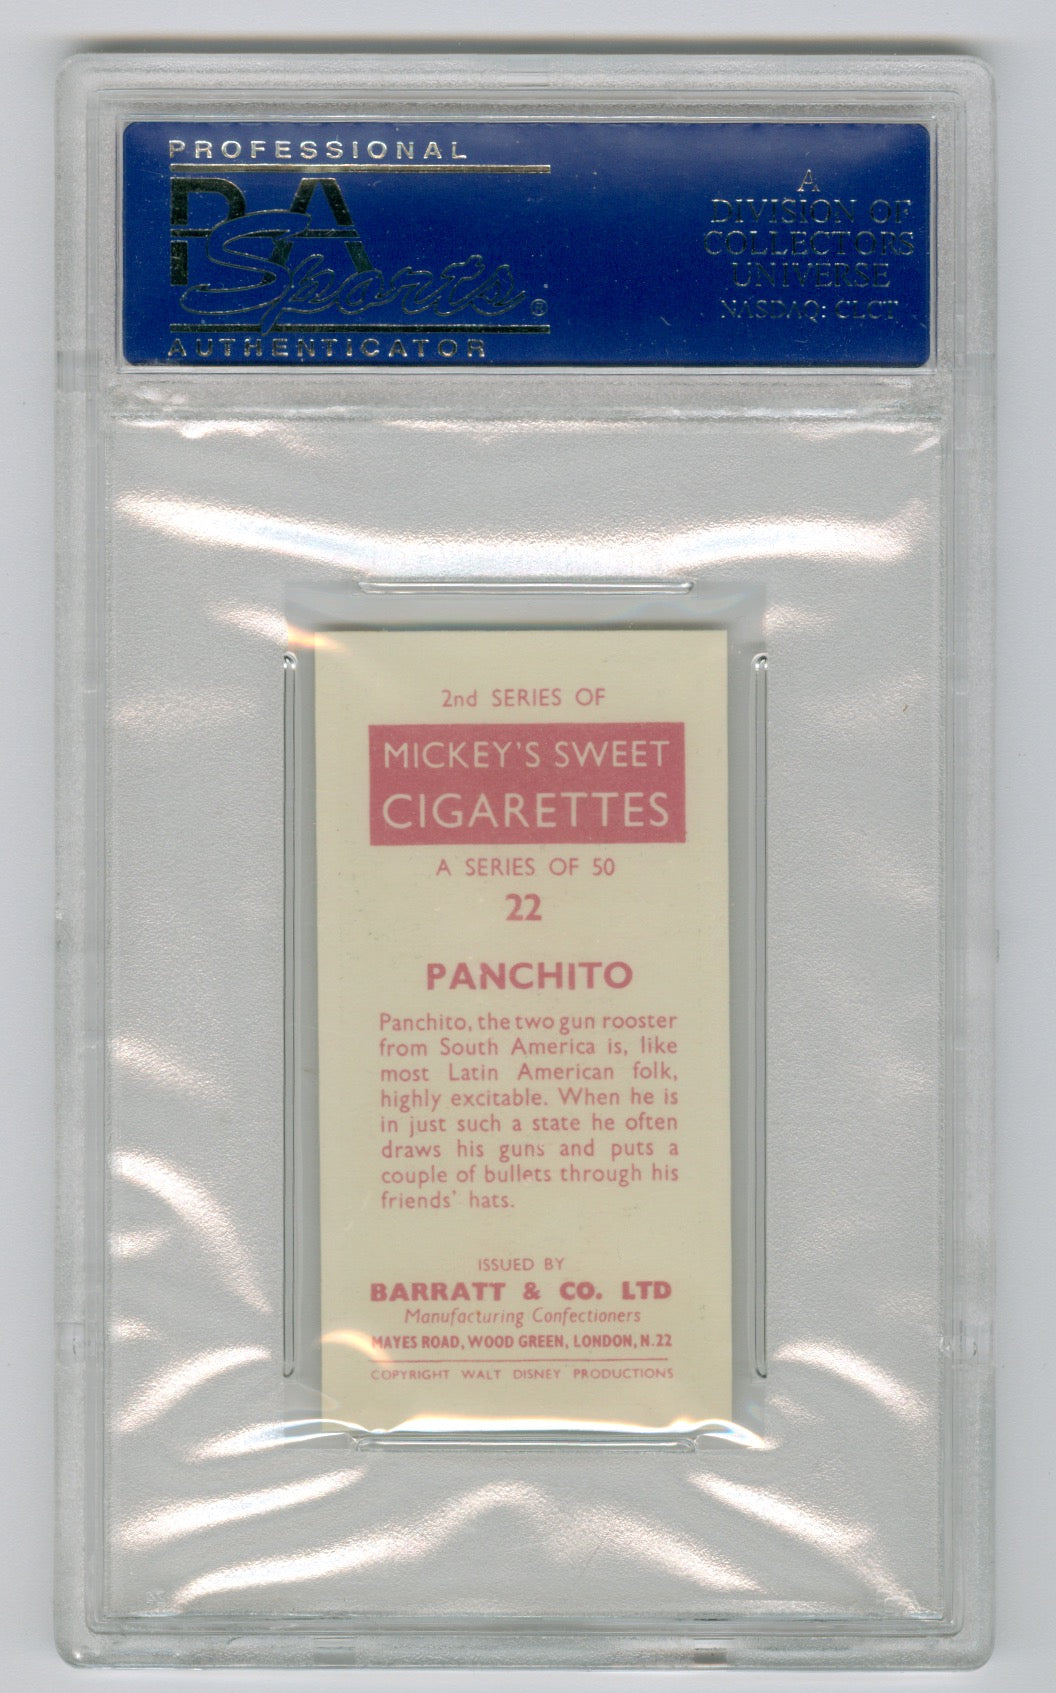 PROFESSIONAL
PSA
Sports®
AUTHENTICATOR
A
DIVISION OF
COLLECTORS
UNIVERSE
NASDAQ: CLCT
2nd SERIES OF
MICKEY'S SWEET
CIGARETTES
A SERIES OF 50
22
PANCHITO
Panchito, the two gun rooster
from South America is, like
most Latin American folk,
highly excitable. When he is
in just such a state he often
draws his guns and puts a
couple of bullets through his
friends' hats.
ISSUED BY
BARRATT & CO. LTD
Manufacturing Confectioners
MAYES ROAD, WOOD GREEN, LONDON, N.22
COPYRIGHT WALT DISNEY PRODUCTIONS